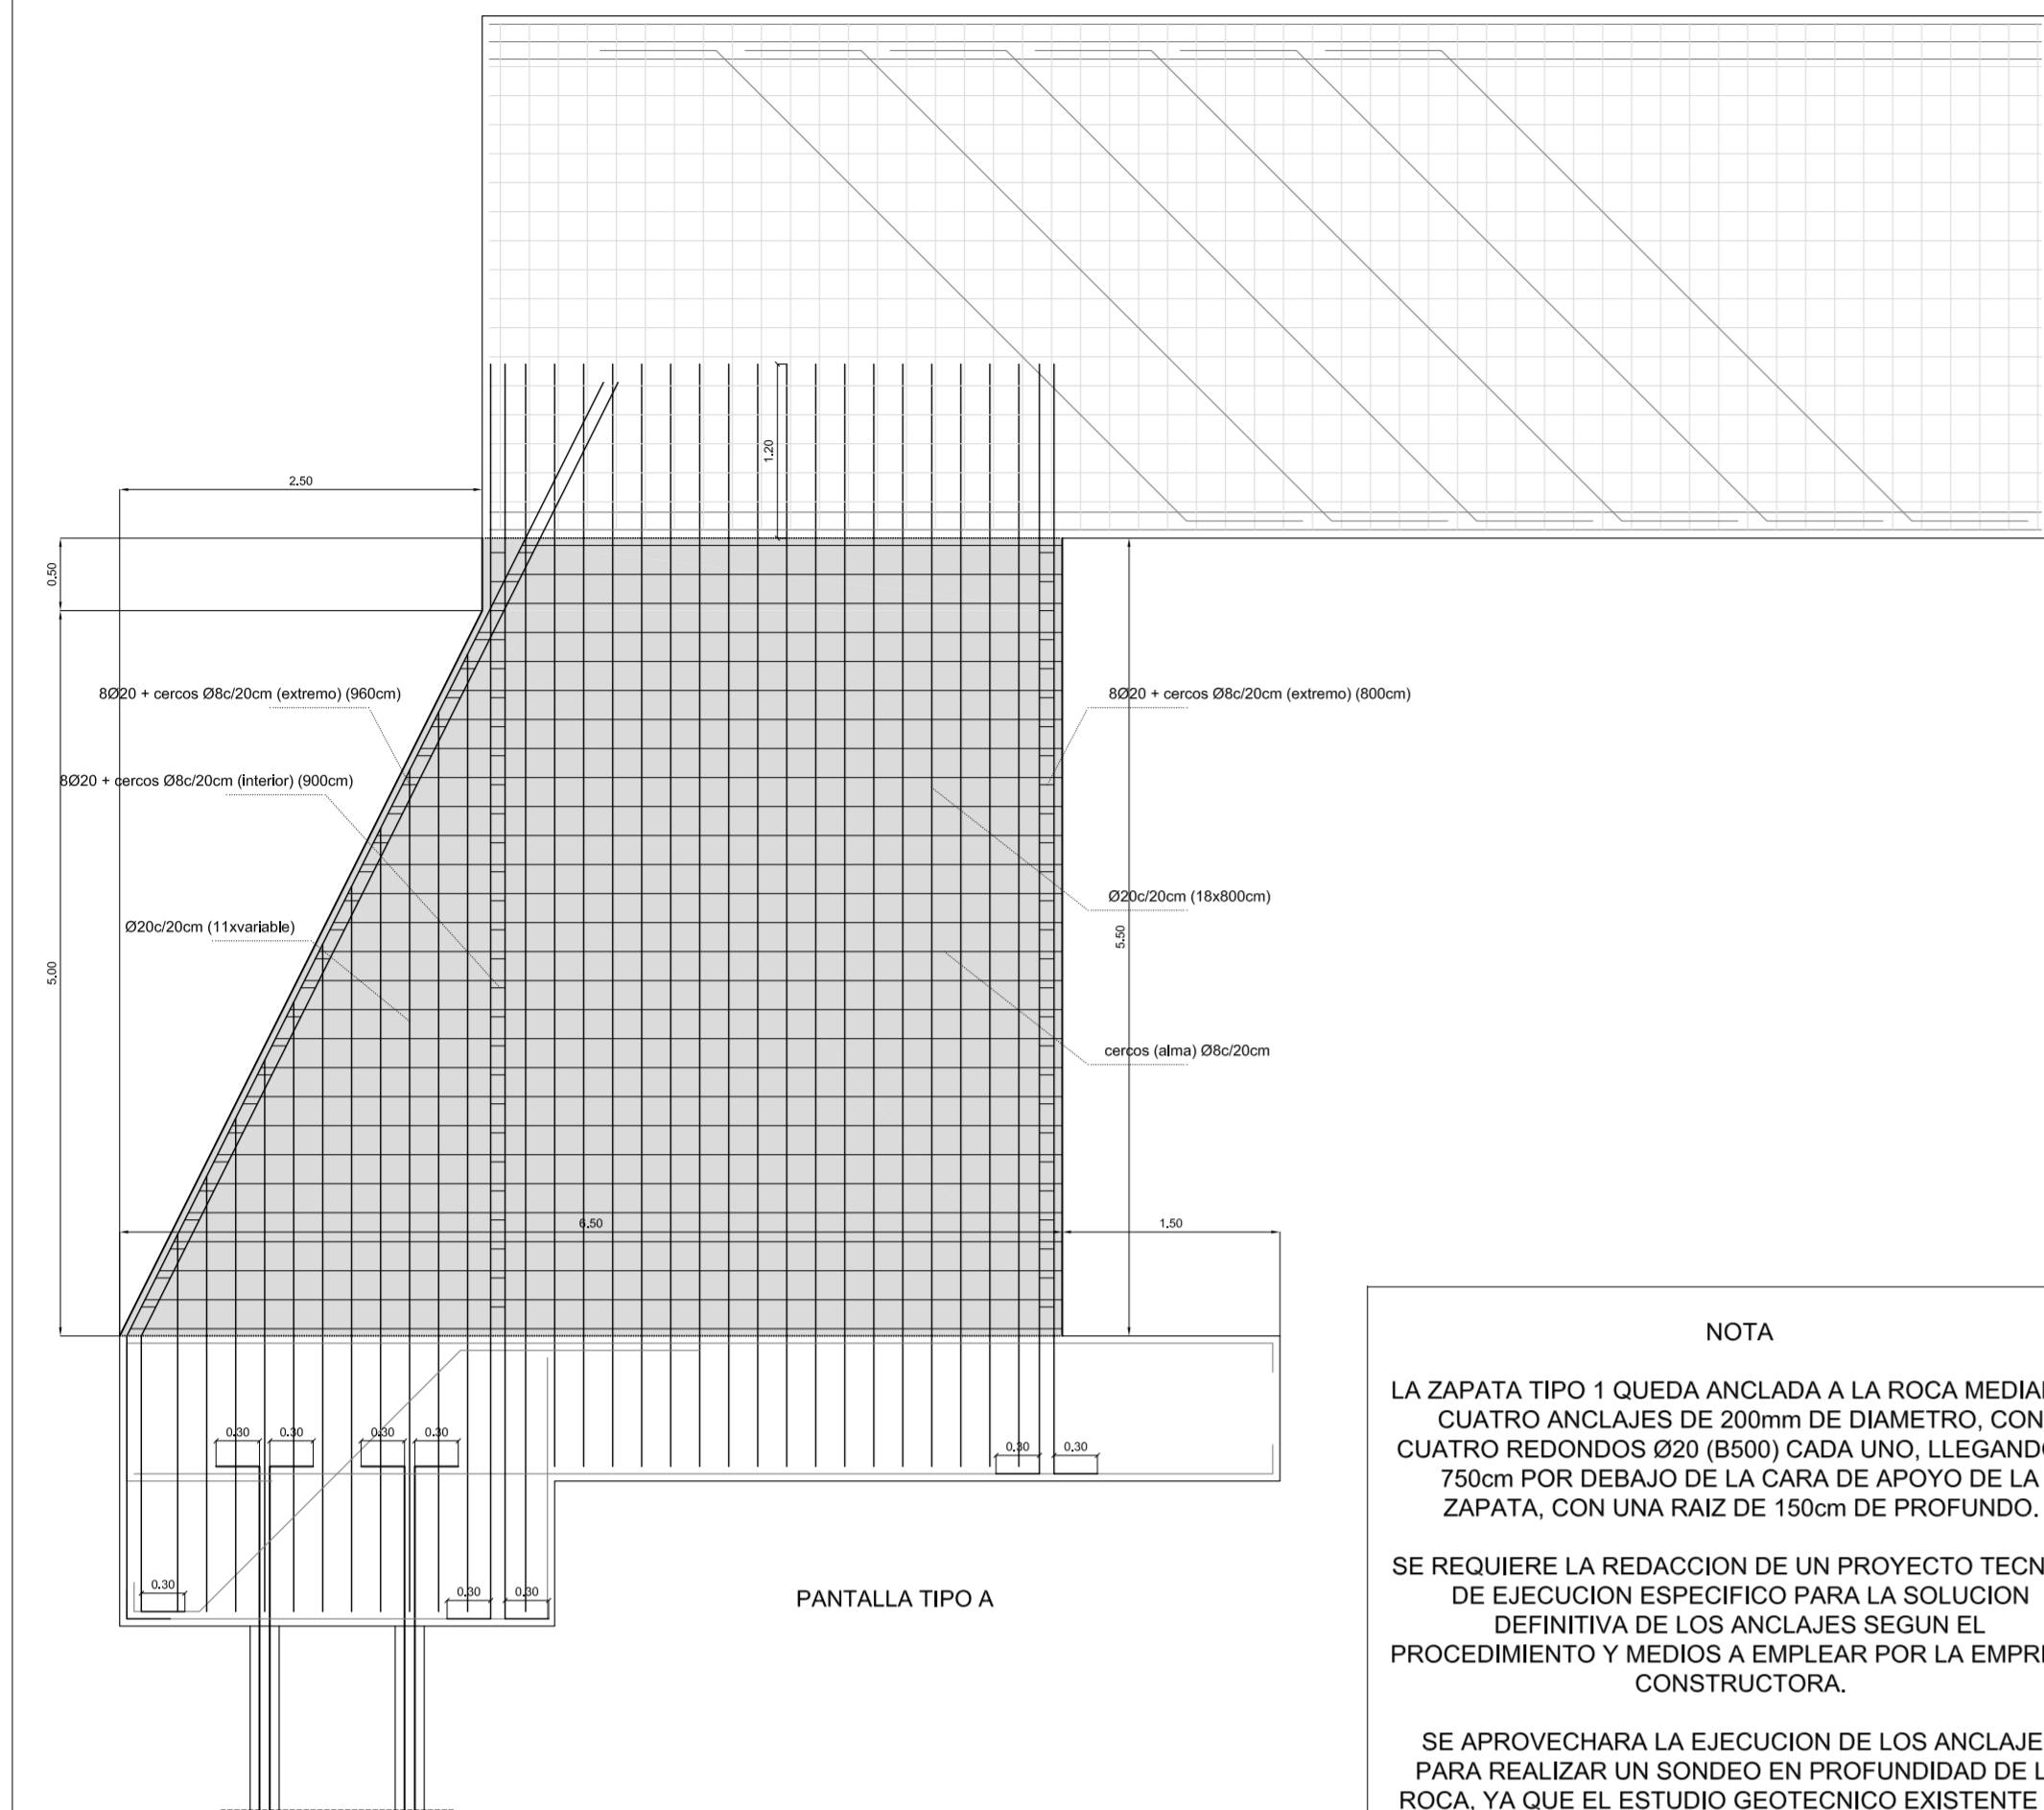 1.20
2.50
0.50
8Ø20 + cercos Ø8c/20cm (extremo) (960cm)
8Ø20 + cercos Ø8c/20cm (extremo) (800cm)
8Ø20 + cercos Ø8c/20cm (interior) (900cm)
Ø20c/20cm (18x800cm)
Ø20c/20cm (11xvariable)
5.50
5.00
cercos (alma) Ø8c/20cm
6.50
1.50
0.30
0.30
0.30
0.30
0.30
0.30
0.30
0.30
0.30
PANTALLA TIPO A
NOTA
LA ZAPATA TIPO 1 QUEDA ANCLADA A LA ROCA
CUATRO ANCLAJES DE 200mm DE DIAMETRO, CON
CUATRO REDONDOS Ø20 (B500) CADA UNO,
750cm POR DEBAJO DE LA CARA DE APOYO DE LA
ZAPATA, CON UNA RAIZ DE 150cm DE PROFUNDO.
SE REQUIERE LA REDACCION DE UN PROYECTO
DE EJECUCION ESPECIFICO PARA LA SOLUCION
DEFINITIVA DE LOS ANCLAJES SEGUN EL
PROCEDIMIENTO Y MEDIOS A EMPLEAR POR LA
CONSTRUCTORA.
SE APROVECHARA LA EJECUCION DE LOS
PARA REALIZAR UN SONDEO EN PROFUNDIDAD DE
ROCA, YA QUE EL ESTUDIO GEOTECNICO EXISTENTE